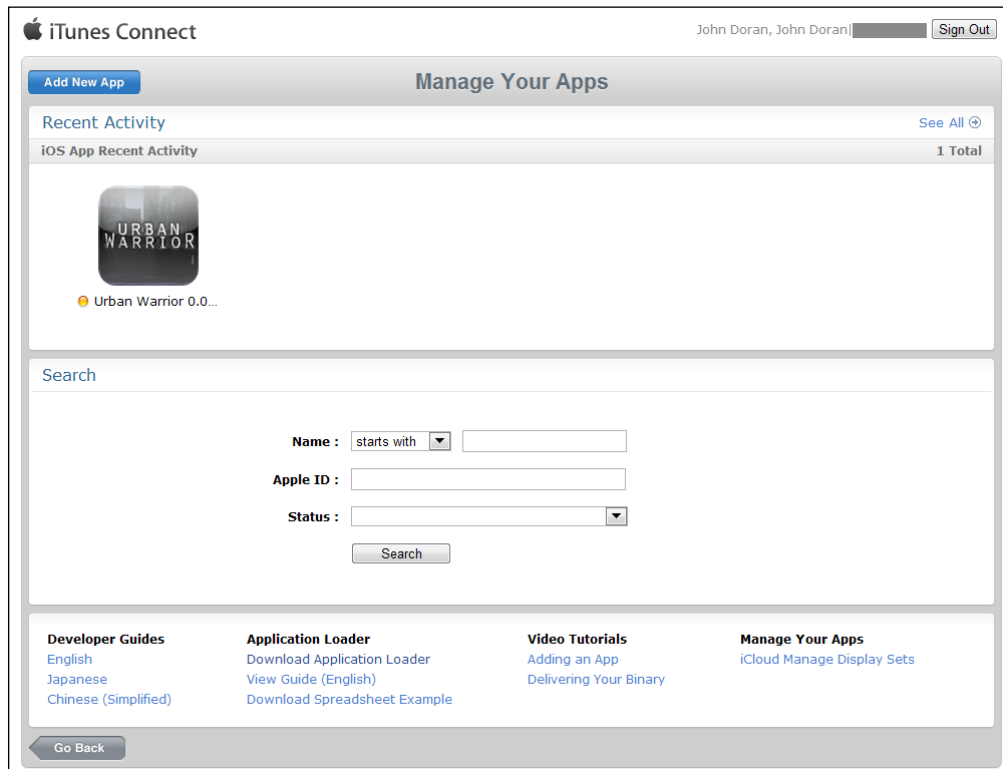 iTunes Connect
John Doran, John Doran|
Sign Out
Add New App
Manage Your Apps
Recent Activity
See All
iOS App Recent Activity
1 Total
URBAN
WARRIOR
Urban Warrior 0.0...
Search
Name :
starts with
Apple ID :
Status :
Search
Developer Guides
English
Japanese
Chinese (Simplified)
Application Loader
Download Application Loader
View Guide (English)
Download Spreadsheet Example
Video Tutorials
Adding an App
Delivering Your Binary
Manage Your Apps
iCloud Manage Display Sets
Go Back